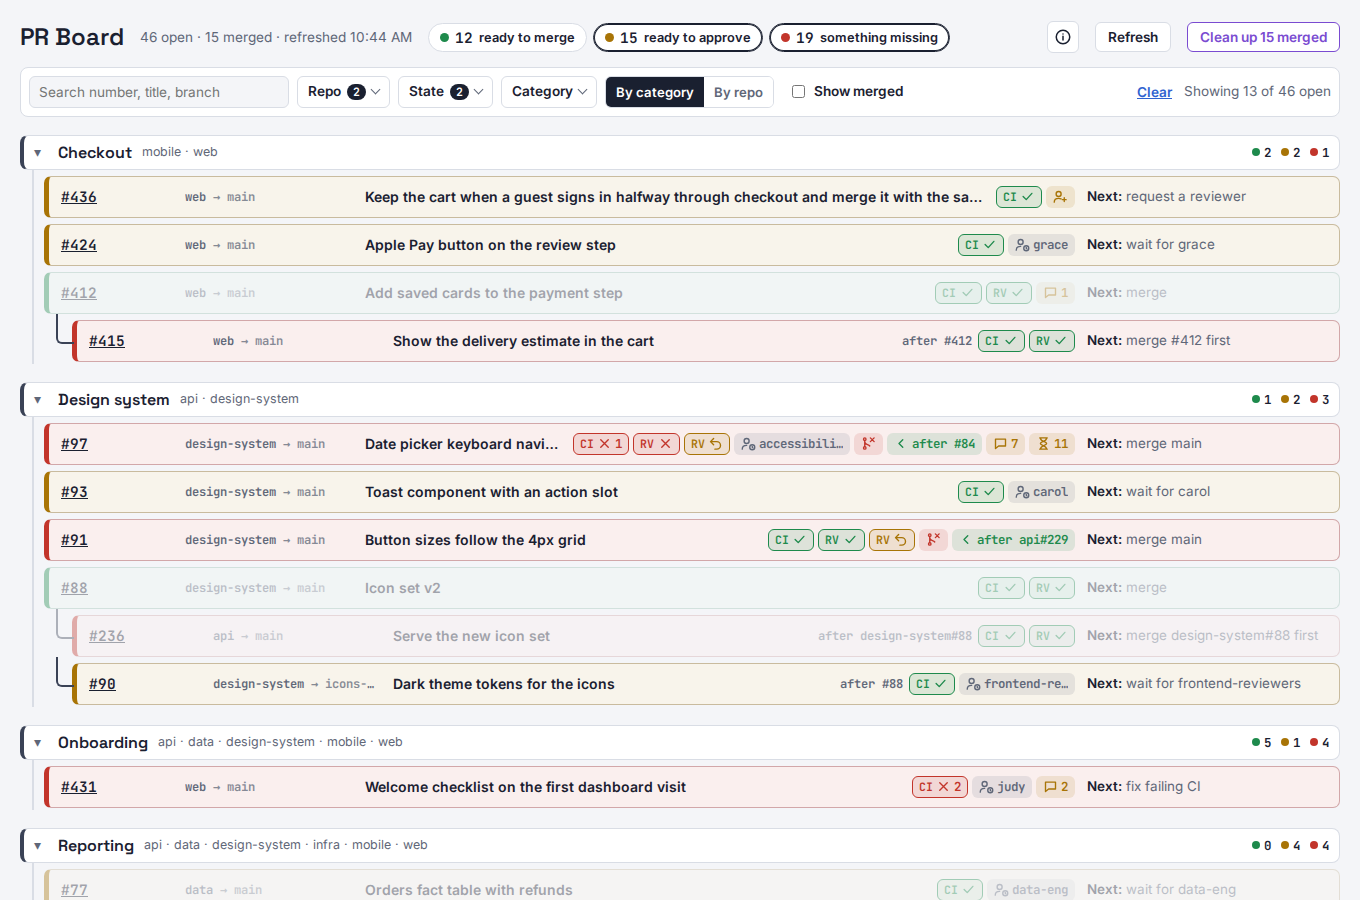 PR Board 46 open · 15 merged · refreshed 10:44 AM 12 ready to merge 15 ready to approve 19 something missing Refresh Clean up 15 merged
Search number, title, branch Repo 2 State 2 Category By category By repo Show merged Clear Showing 13 of 46 open
Checkout mobile · web 2 2 1
#436 web → main Keep the cart when a guest signs in halfway through checkout and merge it with the sa… CI Next: request a reviewer
#424 web → main Apple Pay button on the review step CI grace Next: wait for grace
#412 web → main Add saved cards to the payment step CI RV 1 Next: merge
#415 web → main Show the delivery estimate in the cart after #412 CI RV Next: merge #412 first
Design system api · design-system 1 2 3
#97 design-system → main Date picker keyboard navi… CI 1 RV RV accessibili… after #84 7 11 Next: merge main
#93 design-system → main Toast component with an action slot CI carol Next: wait for carol
#91 design-system → main Button sizes follow the 4px grid CI RV RV after api#229 Next: merge main
#88 design-system → main Icon set v2 CI RV Next: merge
#236 api → main Serve the new icon set after design-system#88 CI RV Next: merge design-system#88 first
#90 design-system → icons-… Dark theme tokens for the icons after #88 CI frontend-re… Next: wait for frontend-reviewers
Onboarding api · data · design-system · mobile · web 5 1 4
#431 web → main Welcome checklist on the first dashboard visit CI 2 judy 2 Next: fix failing CI
Reporting api · data · design-system · infra · mobile · web 0 4 4
#77 data → main Orders fact table with refunds CI data-eng Next: wait for data-eng